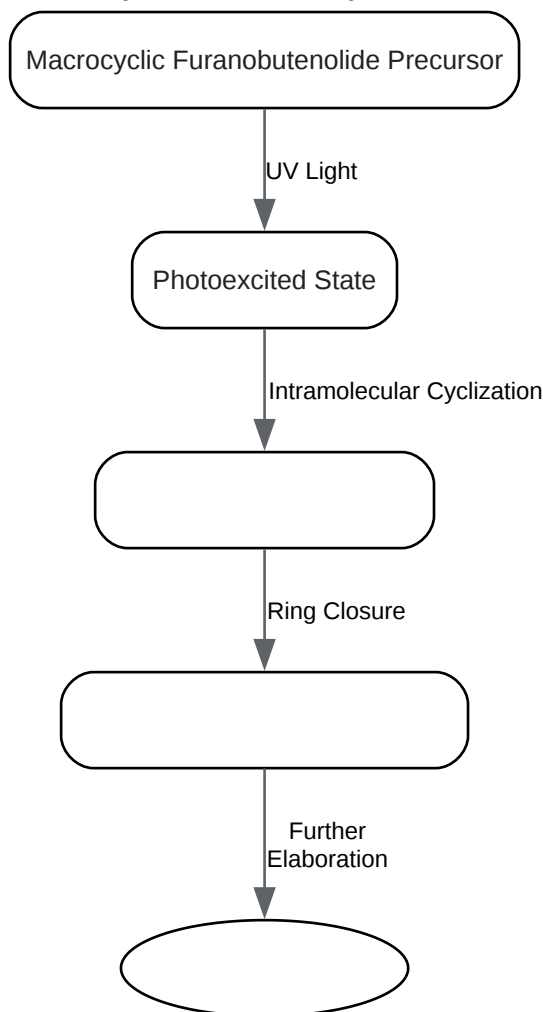 Macrocyclic Furanobutenolide Precursor
UV Light
Photoexcited State
Intramolecular Cyclization
Ring Closure
Further
Elaboration